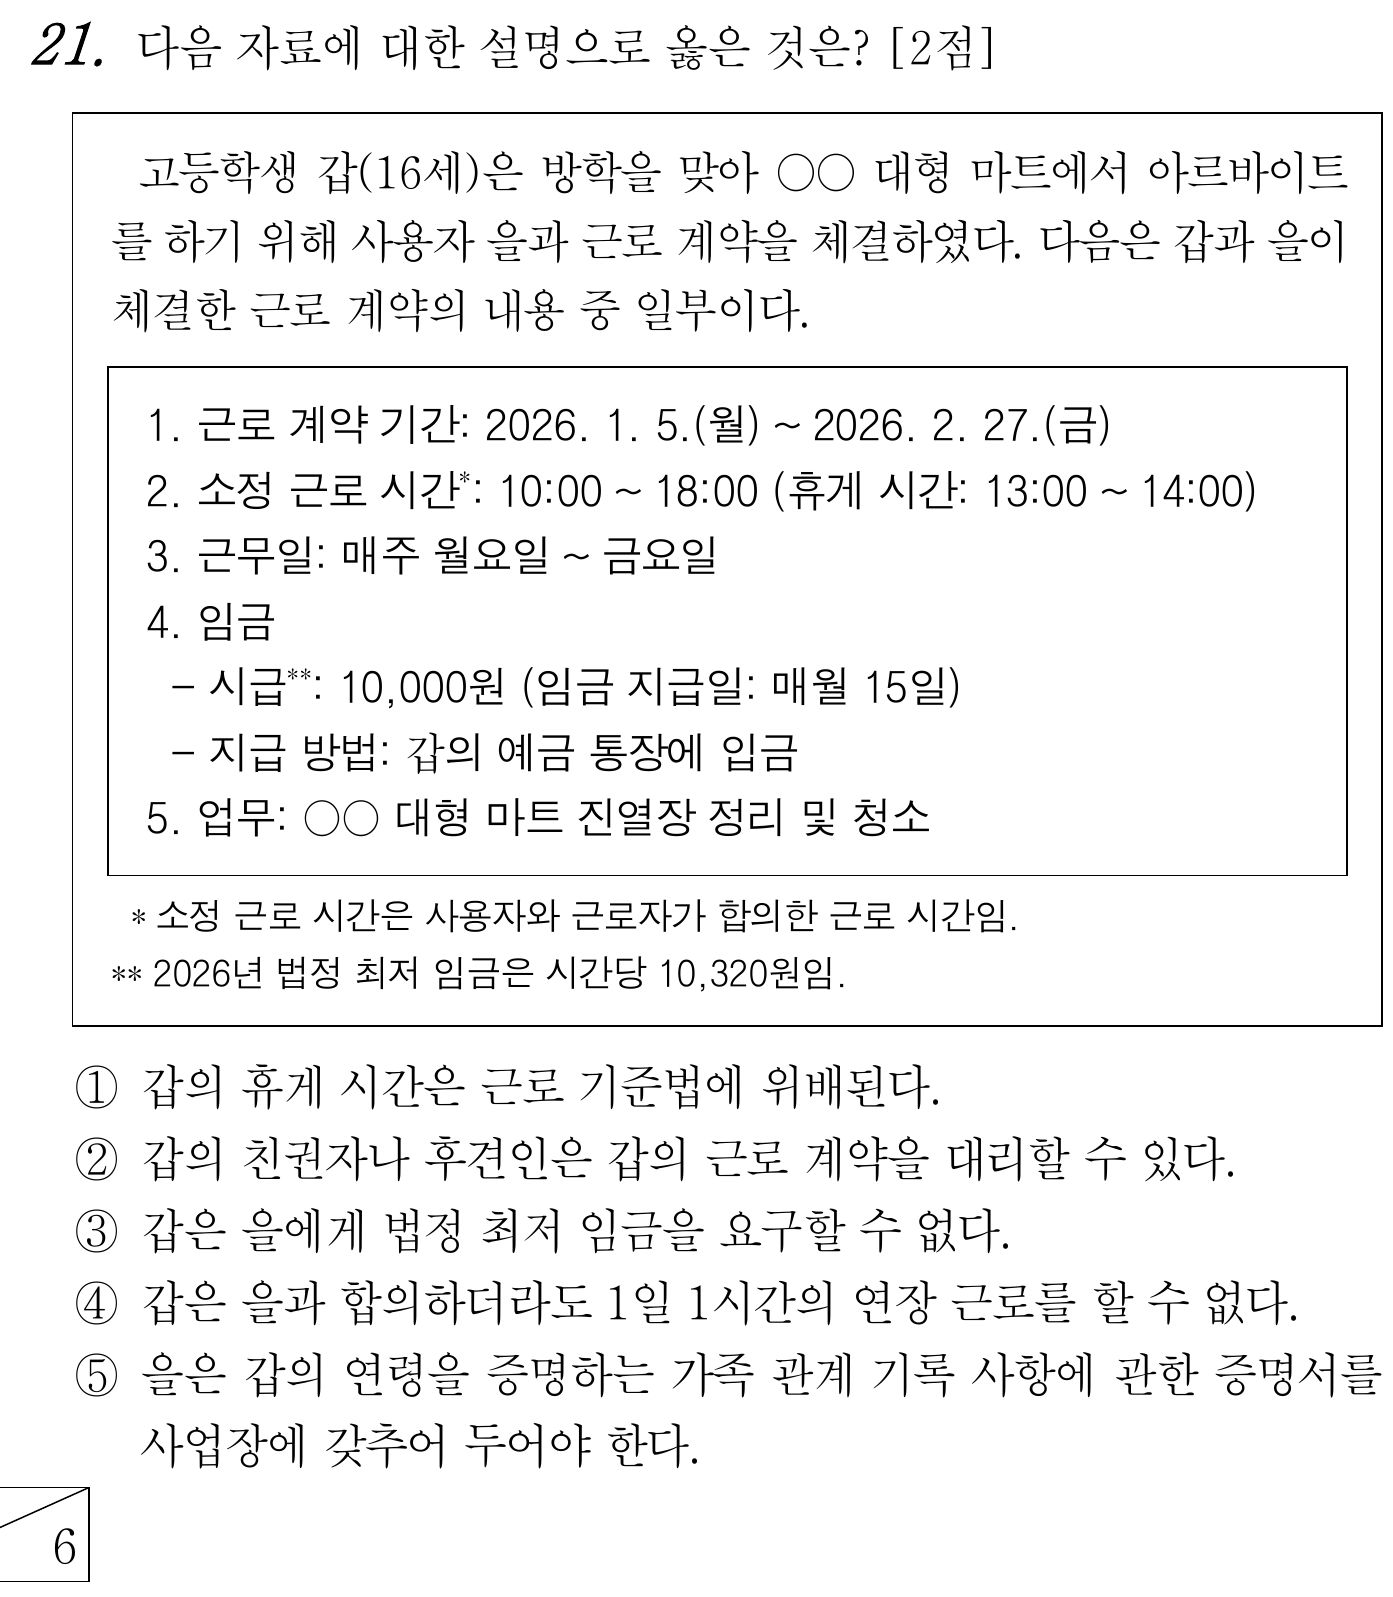 21. 다음 자료에 대한 설명으로 옳은 것은? [2점]
고등학생 갑(16세)은 방학을 맞아 ○○ 대형 마트에서 아르바이트
를 하기 위해 사용자 을과 근로 계약을 체결하였다. 다음은 갑과 을이
체결한 근로 계약의 내용 중 일부이다.
1. 근로 계약 기간: 2026. 1. 5.(월) ~ 2026. 2. 27.(금)
2. 소정 근로 시간*: 10:00 ~ 18:00 (휴게 시간: 13:00 ~ 14:00)
3. 근무일: 매주 월요일 ~ 금요일
4. 임금
- 시급**: 10,000원 (임금 지급일: 매월 15일)
- 지급 방법: 갑의 예금 통장에 입금
5. 업무: ○○ 대형 마트 진열장 정리 및 청소
* 소정 근로 시간은 사용자와 근로자가 합의한 근로 시간임.
** 2026년 법정 최저 임금은 시간당 10,320원임.
① 갑의 휴게 시간은 근로 기준법에 위배된다.
② 갑의 친권자나 후견인은 갑의 근로 계약을 대리할 수 있다.
③ 갑은 을에게 법정 최저 임금을 요구할 수 없다.
④ 갑은 을과 합의하더라도 1일 1시간의 연장 근로를 할 수 없다.
⑤ 을은 갑의 연령을 증명하는 가족 관계 기록 사항에 관한 증명서를
사업장에 갖추어 두어야 한다.
6